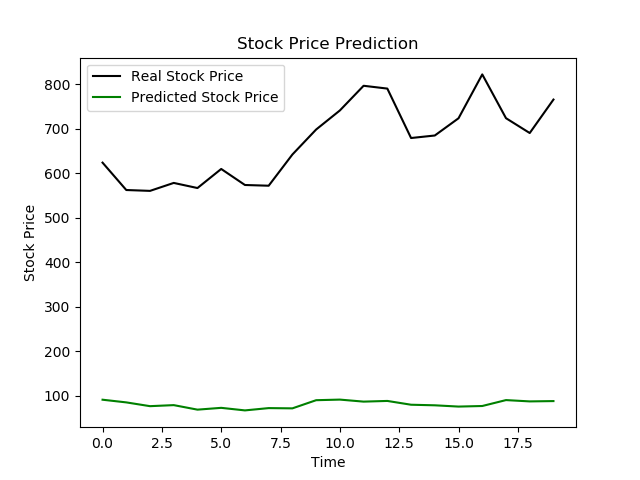 Stock Price Prediction
Real Stock Price
Predicted Stock Price
800
700
600
500
400
300
200
100
Stock Price
0.0 2.5 5.0 7.5 10.0 12.5 15.0 17.5
Time